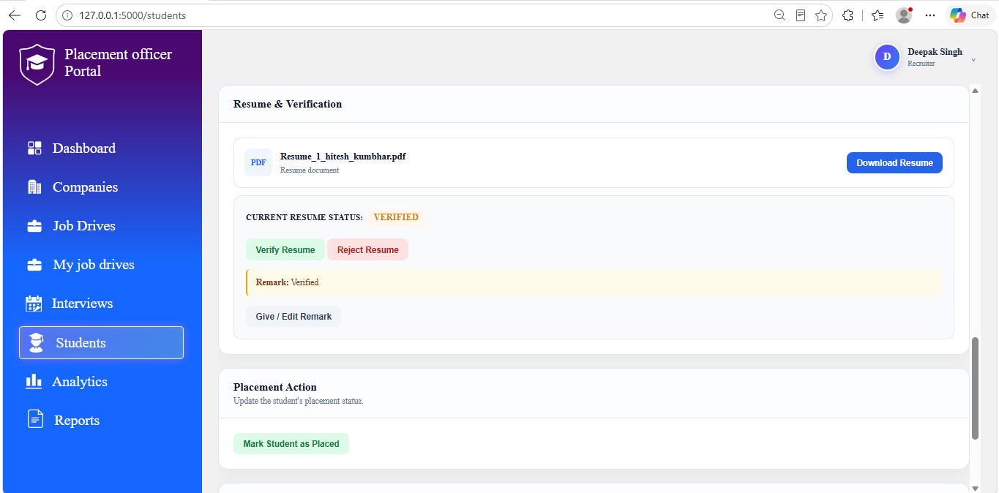 127.0.0.1:5000/students
Chat
Placement officer
Portal
D
Deepak Singh
Recruiter
Dashboard
Companies
Job Drives
My job drives
Interviews
Students
Analytics
Reports
Resume & Verification
PDF
Resume_1_hitesh_kumbhar.pdf
Resume document
Download Resume
CURRENT RESUME STATUS: VERIFIED
Verify Resume Reject Resume
Remark: Verified
Give / Edit Remark
Placement Action
Update the student's placement status.
Mark Student as Placed